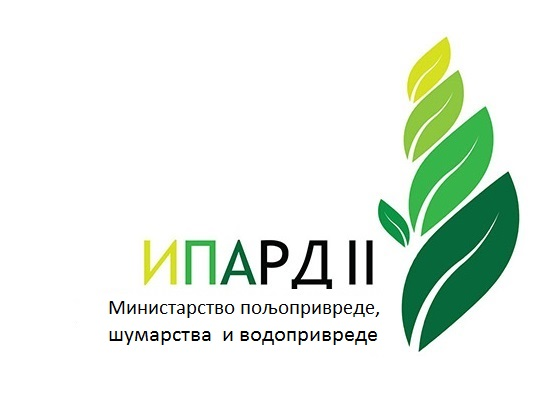 ИПАРД II
Министарство пољопривреде,
шумарства и водопривреде